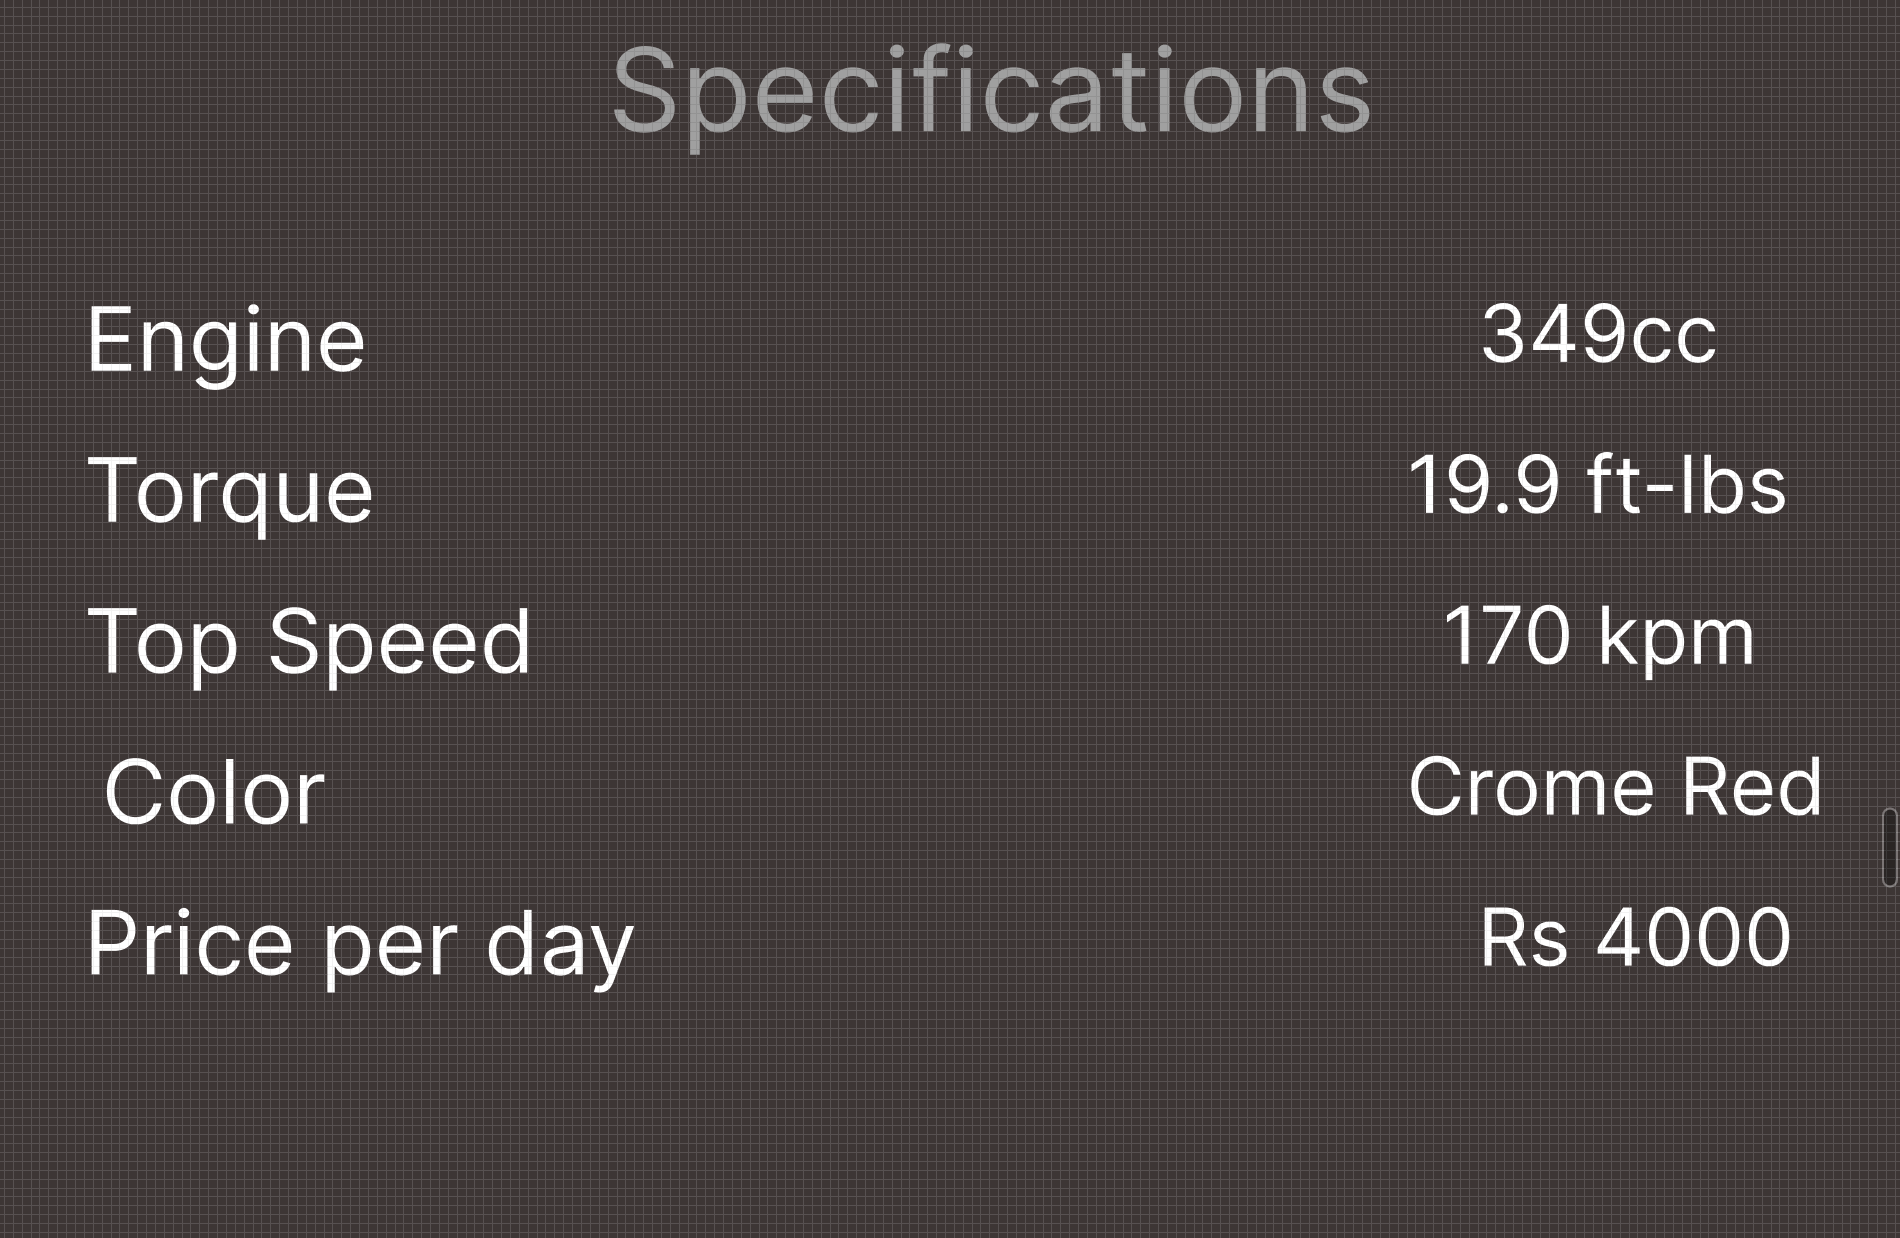 Specifications
Engine 349cc
Torque 19.9 ft-lbs
Top Speed 170 kpm
Color Crome Red
Price per day Rs 4000